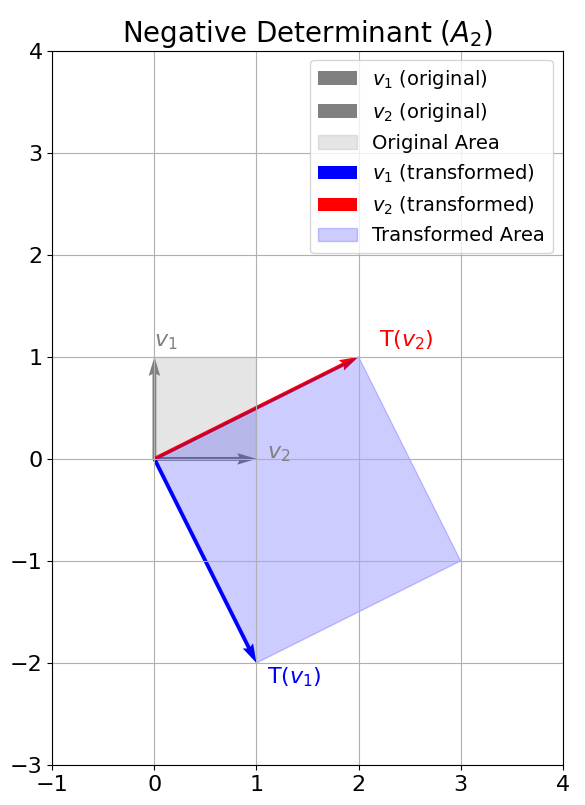 Negative Determinant (A₂)
4
3
2
1
0
−1
−2
−3
−1 0 1 2 3 4
v₁ (original)
v₂ (original)
Original Area
v₁ (transformed)
v₂ (transformed)
Transformed Area
v₁
T(v₂)
v₂
T(v₁)